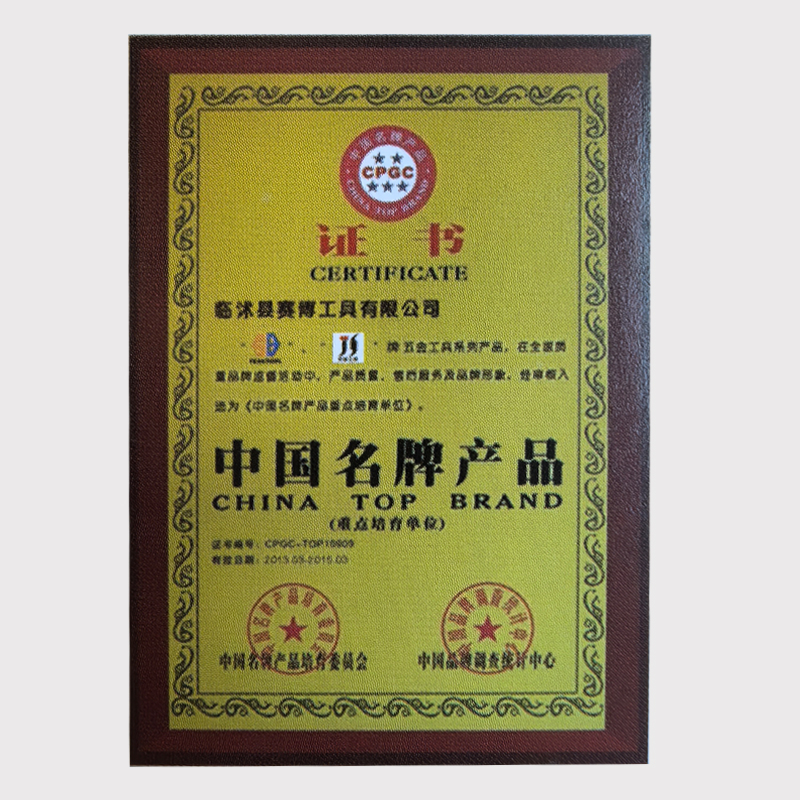 中国名牌产品
CPGC
CHINA TOP BRAND
证 书
CERTIFICATE
临沭县赛博工具有限公司
“ ”、“ ”牌五金工具系列产品，在全国质
量品牌监督活动中，产品质量、售后服务及品牌形象，经审核入
选为《中国名牌产品重点培育单位》。
中国名牌产品
CHINA TOP BRAND
(重点培育单位)
证书编号：CPGC-TOP10809
有效日期：2013.03-2016.03
中国名牌产品培育委员会
中国品牌调查统计中心